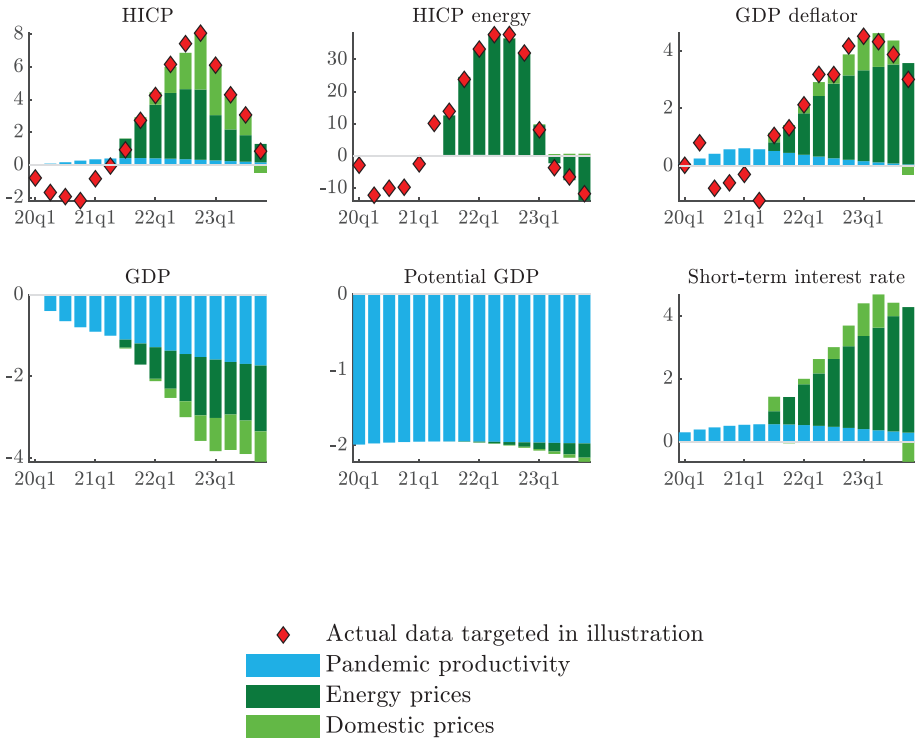 HICP
8
6
4
2
0
-2
20q1 21q1 22q1 23q1
HICP energy
30
20
10
0
-10
20q1 21q1 22q1 23q1
GDP deflator
4
2
0
20q1 21q1 22q1 23q1
GDP
0
-2
-4
20q1 21q1 22q1 23q1
Potential GDP
0
-1
-2
20q1 21q1 22q1 23q1
Short-term interest rate
4
2
0
20q1 21q1 22q1 23q1
Actual data targeted in illustration
Pandemic productivity
Energy prices
Domestic prices